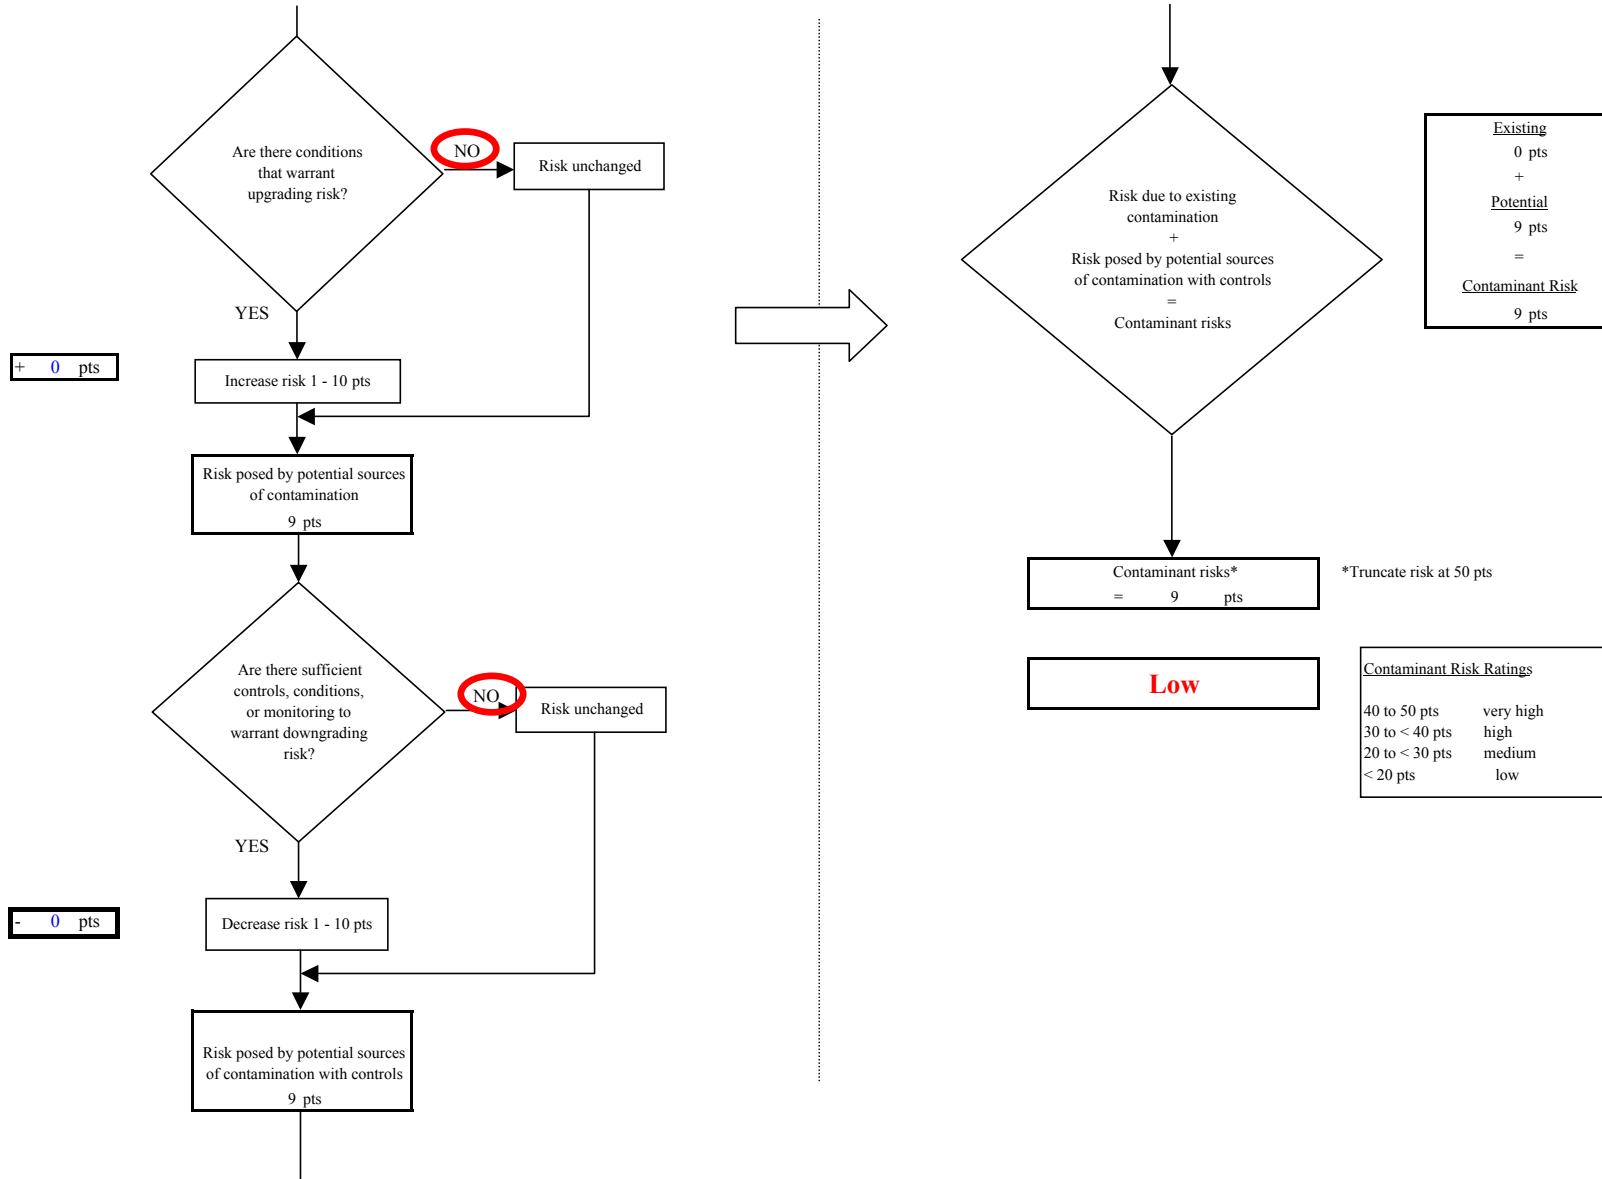 Are there conditions
that warrant
upgrading risk?
NO
Risk unchanged
YES
+ 0 pts
Increase risk 1 - 10 pts
Risk posed by potential sources
of contamination
9 pts
Are there sufficient
controls, conditions,
or monitoring to
warrant downgrading
risk?
NO
Risk unchanged
YES
- 0 pts
Decrease risk 1 - 10 pts
Risk posed by potential sources
of contamination with controls
9 pts
Risk due to existing
contamination
+
Risk posed by potential sources
of contamination with controls
=
Contaminant risks
Existing
0 pts
+
Potential
9 pts
=
Contaminant Risk
9 pts
Contaminant risks*
= 9 pts
*Truncate risk at 50 pts
Low
Contaminant Risk Ratings
40 to 50 pts very high
30 to < 40 pts high
20 to < 30 pts medium
< 20 pts low